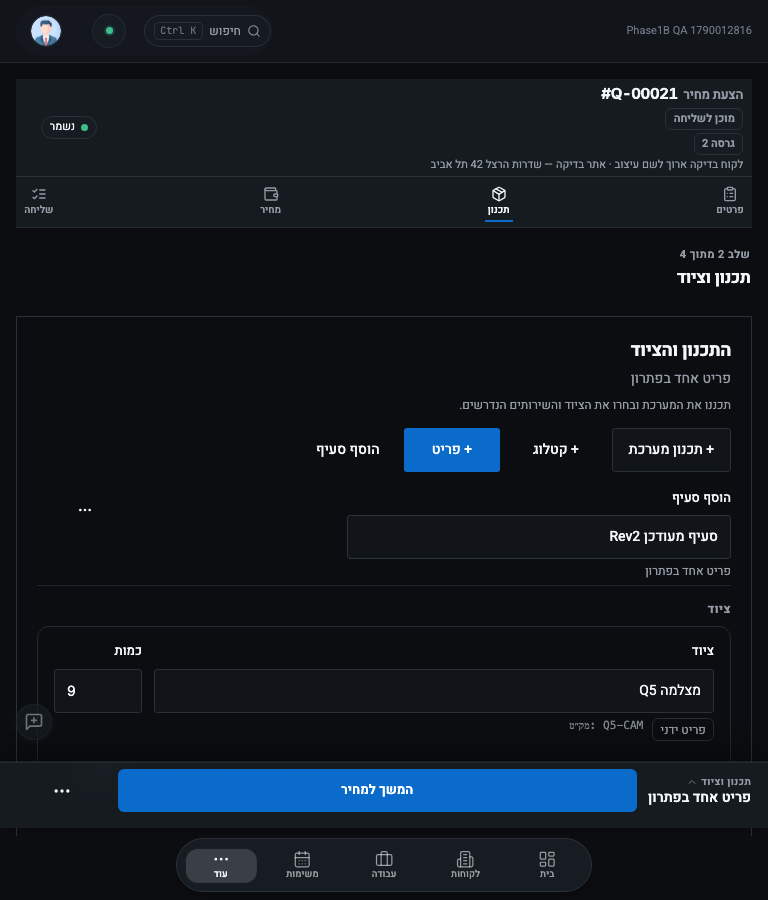 Phase1B QA 1790012816
חיפוש Ctrl K
הצעת מחיר #Q-00021
מוכן לשליחה
גרסה 2
נשמר
לקוח בדיקה ארוך לשם עיצוב · אתר בדיקה — שדרות הרצל 42 תל אביב
פרטים
תכנון
מחיר
שליחה
שלב 2 מתוך 4
תכנון וציוד
התכנון והציוד
פריט אחד בפתרון
תכננו את המערכת ובחרו את הציוד והשירותים הנדרשים.
+ תכנון מערכת
+ קטלוג
+ פריט
הוסף סעיף
הוסף סעיף
סעיף מעודכן Rev2
פריט אחד בפתרון
ציוד
ציוד
כמות
מצלמה Q5
9
פריט ידני
מק״ט: Q5-CAM
תכנון וציוד
פריט אחד בפתרון
המשך למחיר
בית
לקוחות
עבודה
משימות
עוד